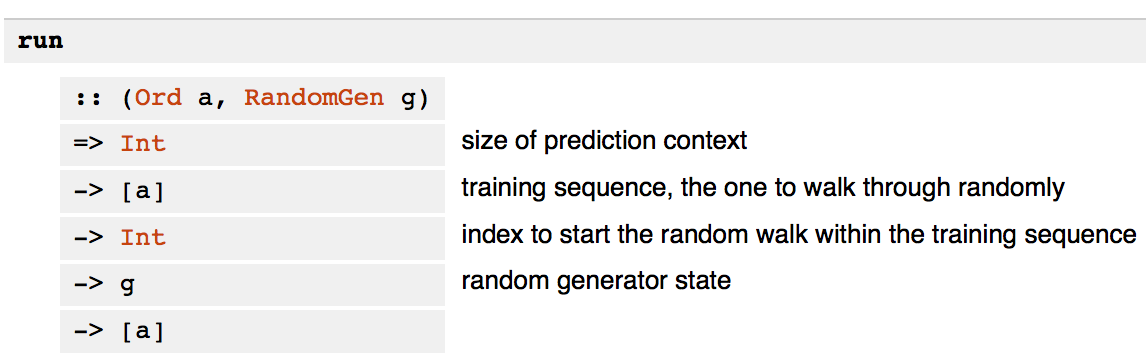 run
:: (Ord a, RandomGen g)
=> Int size of prediction context
-> [a] training sequence, the one to walk through randomly
-> Int index to start the random walk within the training sequence
-> g random generator state
-> [a]